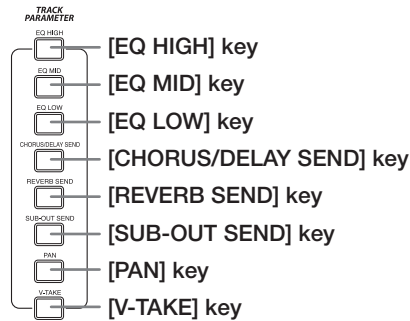 TRACK
PARAMETER
EQ HIGH
[EQ HIGH] key
EQ MID
[EQ MID] key
EQ LOW
[EQ LOW] key
CHORUS/DELAY SEND
[CHORUS/DELAY SEND] key
REVERB SEND
[REVERB SEND] key
SUB-OUT SEND
[SUB-OUT SEND] key
PAN
[PAN] key
V-TAKE
[V-TAKE] key